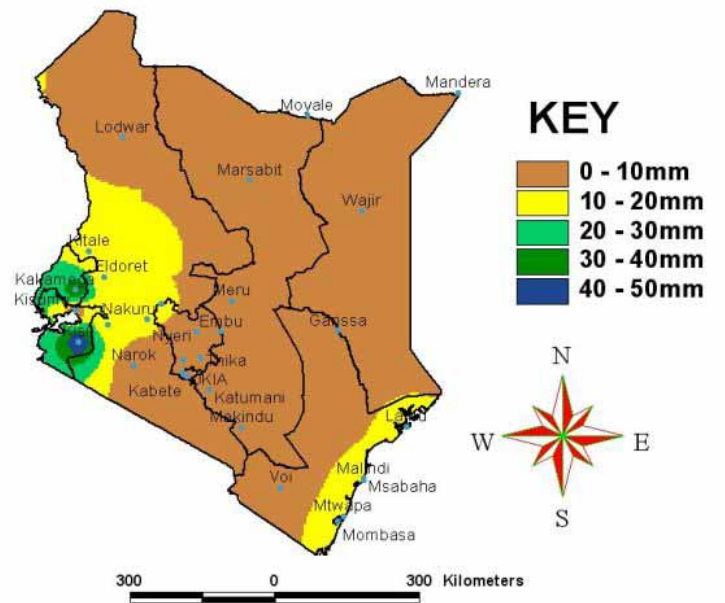 Mandera
Moyale
Lodwar
Marsabit
Wajir
Kitale
Eldoret
Kakamega
Meru
Nakuru
Nyeri
Embu
Garissa
Narok
Thika
Kabete
JKIA
Katumani
Makindu
Lamu
Voi
Malindi
Msabaha
Mtwapa
Mombasa
KEY
0 - 10mm
10 - 20mm
20 - 30mm
30 - 40mm
40 - 50mm
N
W
E
S
300 0 300 Kilometers